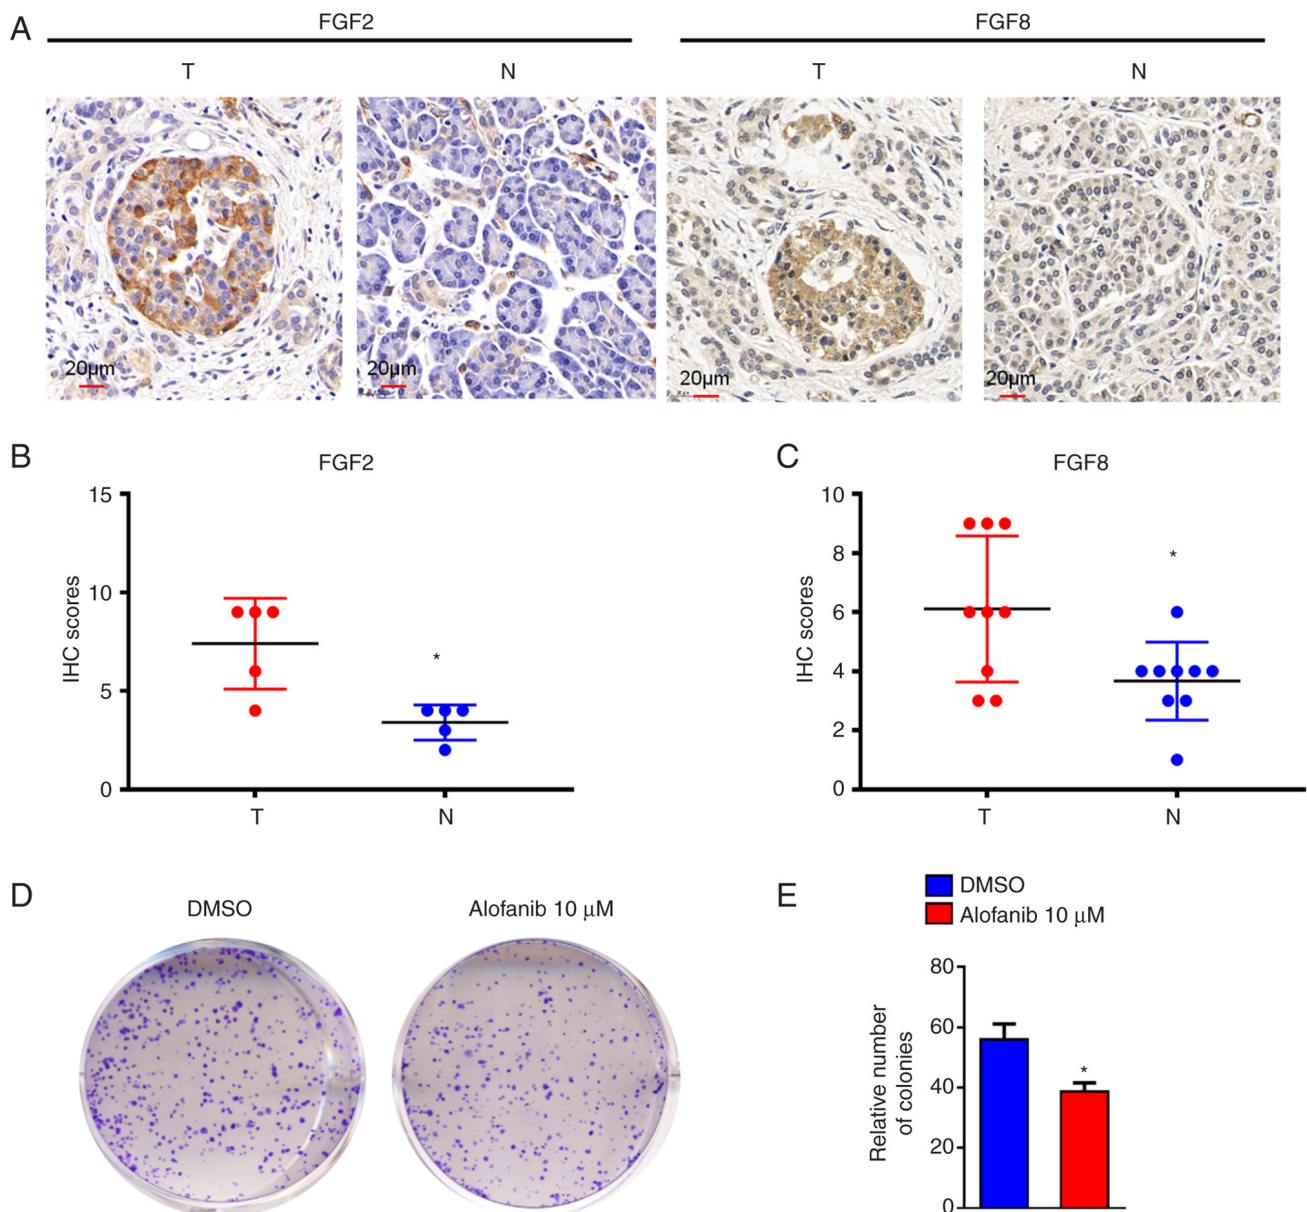 A
FGF2
FGF8
T
N
T
N
20µm
20µm
20µm
20µm
B
FGF2
IHC scores
15
10
5
0
*
T
N
C
FGF8
IHC scores
10
8
6
4
2
0
*
T
N
D
DMSO
Alofanib 10 µM
E
DMSO
Alofanib 10 µM
Relative number
of colonies
80
60
40
20
0
*